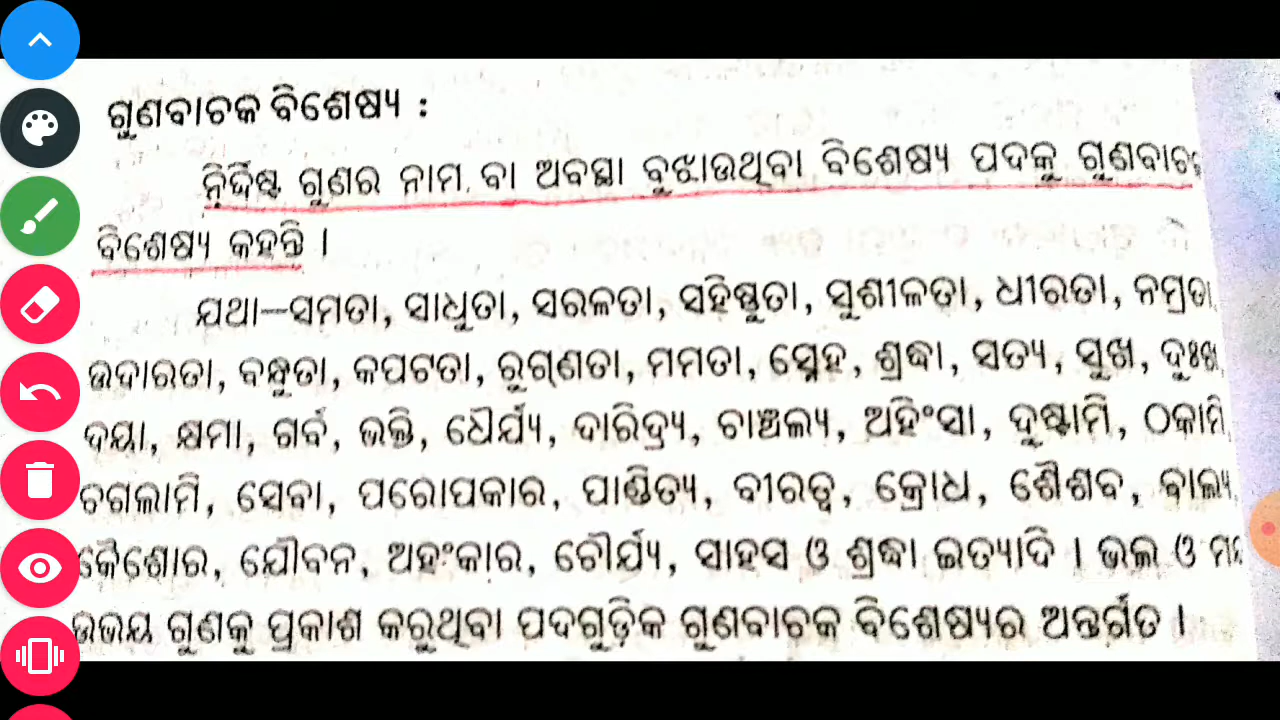 ଗୁଣବାଚକ ବିଶେଷ୍ୟ :
ନିର୍ଦ୍ଦିଷ୍ଟ ଗୁଣର ନାମ ବା ଅବସ୍ଥା ବୁଝାଉଥିବା ବିଶେଷ୍ୟ ପଦକୁ ଗୁଣବାଚକ
ବିଶେଷ୍ୟ କହନ୍ତି ।
ଯଥା—ସମତା, ସାଧୁତା, ସରଳତା, ସହିଷ୍ଣୁତା, ସୁଶୀଳତା, ଧୀରତା, ନମ୍ରତା,
ଉଦାରତା, ବନ୍ଧୁତା, କପଟତା, ରୁଗ୍‌ଣତା, ମମତା, ସ୍ନେହ, ଶ୍ରଦ୍ଧା, ସତ୍ୟ, ସୁଖ, ଦୁଃଖ,
ଦୟା, କ୍ଷମା, ଗର୍ବ, ଭକ୍ତି, ଧୈର୍ଯ୍ୟ, ଦାରିଦ୍ର୍ୟ, ଚାଞ୍ଚଲ୍ୟ, ଅହିଂସା, ଦୁଷ୍ଟାମି, ଠକାମି,
ଚଗଲାମି, ସେବା, ପରୋପକାର, ପାଣ୍ଡିତ୍ୟ, ବୀରତ୍ୱ, କ୍ରୋଧ, ଶୈଶବ, ବାଲ୍ୟ,
କୈଶୋର, ଯୌବନ, ଅହଂକାର, ଚୌର୍ଯ୍ୟ, ସାହସ ଓ ଶ୍ରଦ୍ଧା ଇତ୍ୟାଦି । ଭଲ ଓ ମନ୍ଦ
ଉଭୟ ଗୁଣକୁ ପ୍ରକାଶ କରୁଥିବା ପଦଗୁଡ଼ିକ ଗୁଣବାଚକ ବିଶେଷ୍ୟର ଅନ୍ତର୍ଗତ ।